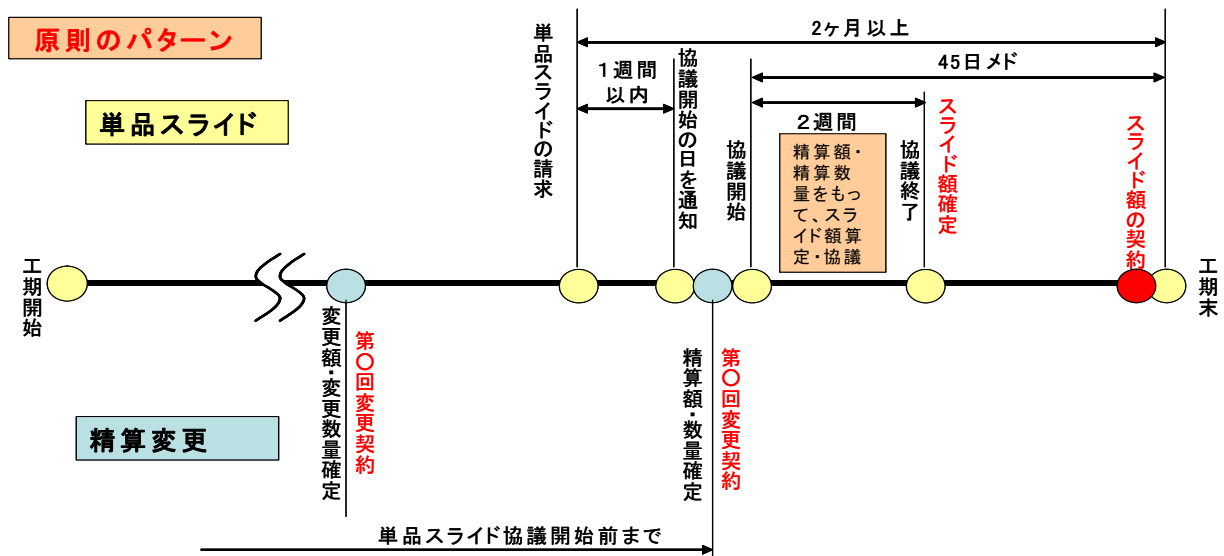 原則のパターン
単品スライド
2ヶ月以上
45日メド
1週間
以内
2週間
単品スライドの請求
協議開始の日を通知
協議開始
精算額・
精算数
量をもっ
て、スラ
イド額算
定・協議
協議終了
スライド額確定
スライド額の契約
工期開始
工期末
変更額・変更数量確定
第〇回変更契約
精算額・数量確定
第〇回変更契約
精算変更
単品スライド協議開始前まで